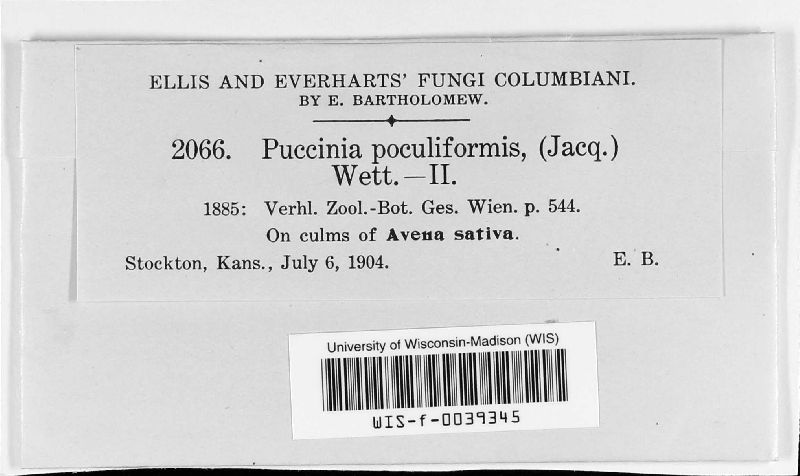 ELLIS AND EVERHARTS' FUNGI COLUMBIANI.
BY E. BARTHOLOMEW.
2066. Puccinia poculiformis, (Jacq.)
Wett.—II.
1885: Verhl. Zool.-Bot. Ges. Wien. p. 544.
On culms of Avena sativa.
Stockton, Kans., July 6, 1904. E. B.
University of Wisconsin-Madison (WIS)
WIS-f-0039345